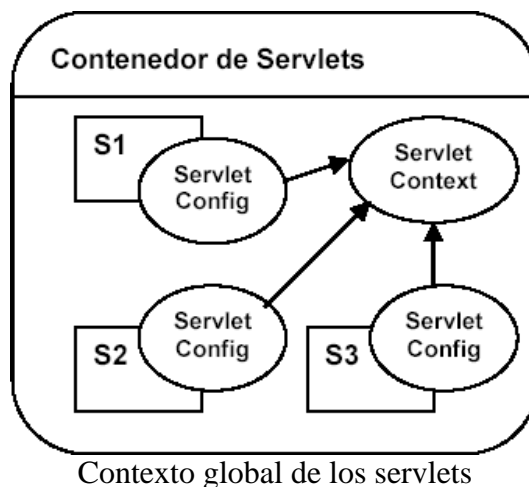 Contenedor de Servlets
S1
Servlet
Config
Servlet
Context
S2
Servlet
Config
S3
Servlet
Config
Contexto global de los servlets